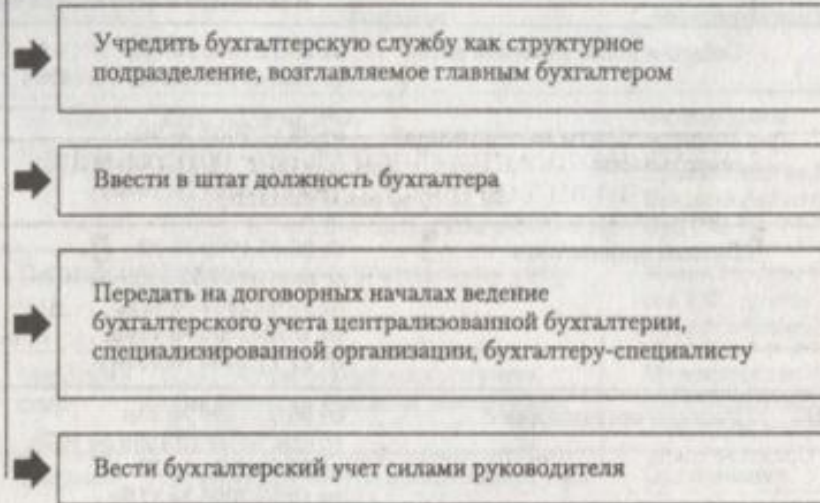 Учредить бухгалтерскую службу как структурное
подразделение, возглавляемое главным бухгалтером
Ввести в штат должность бухгалтера
Передать на договорных началах ведение
бухгалтерского учета централизованной бухгалтерии,
специализированной организации, бухгалтеру-специалисту
Вести бухгалтерский учет силами руководителя